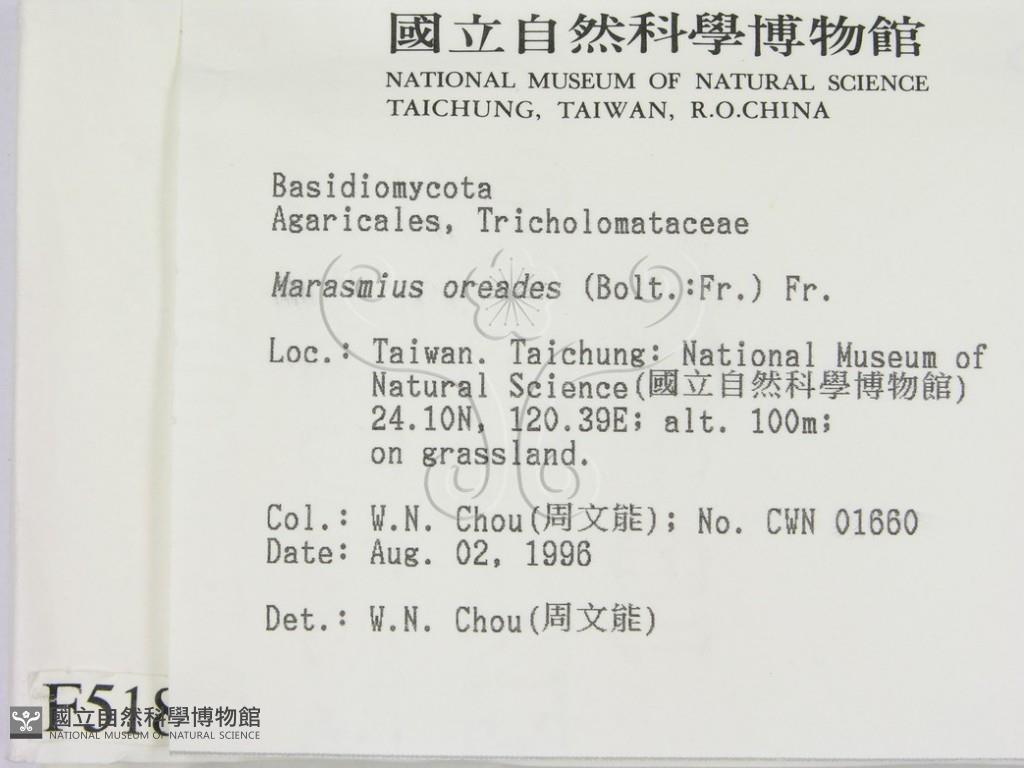 國立自然科學博物館
NATIONAL MUSEUM OF NATURAL SCIENCE
TAICHUNG, TAIWAN, R.O.CHINA
Basidiomycota
Agaricales, Tricholomataceae
Marasmius oreades (Bolt.:Fr.) Fr.
Loc.: Taiwan. Taichung: National Museum of
Natural Science(國立自然科學博物館)
24.10N, 120.39E; alt. 100m;
on grassland.
Col.: W.N. Chou(周文能); No. CWN 01660
Date: Aug. 02, 1996
Det.: W.N. Chou(周文能)
F518
國立自然科學博物館
NATIONAL MUSEUM OF NATURAL SCIENCE